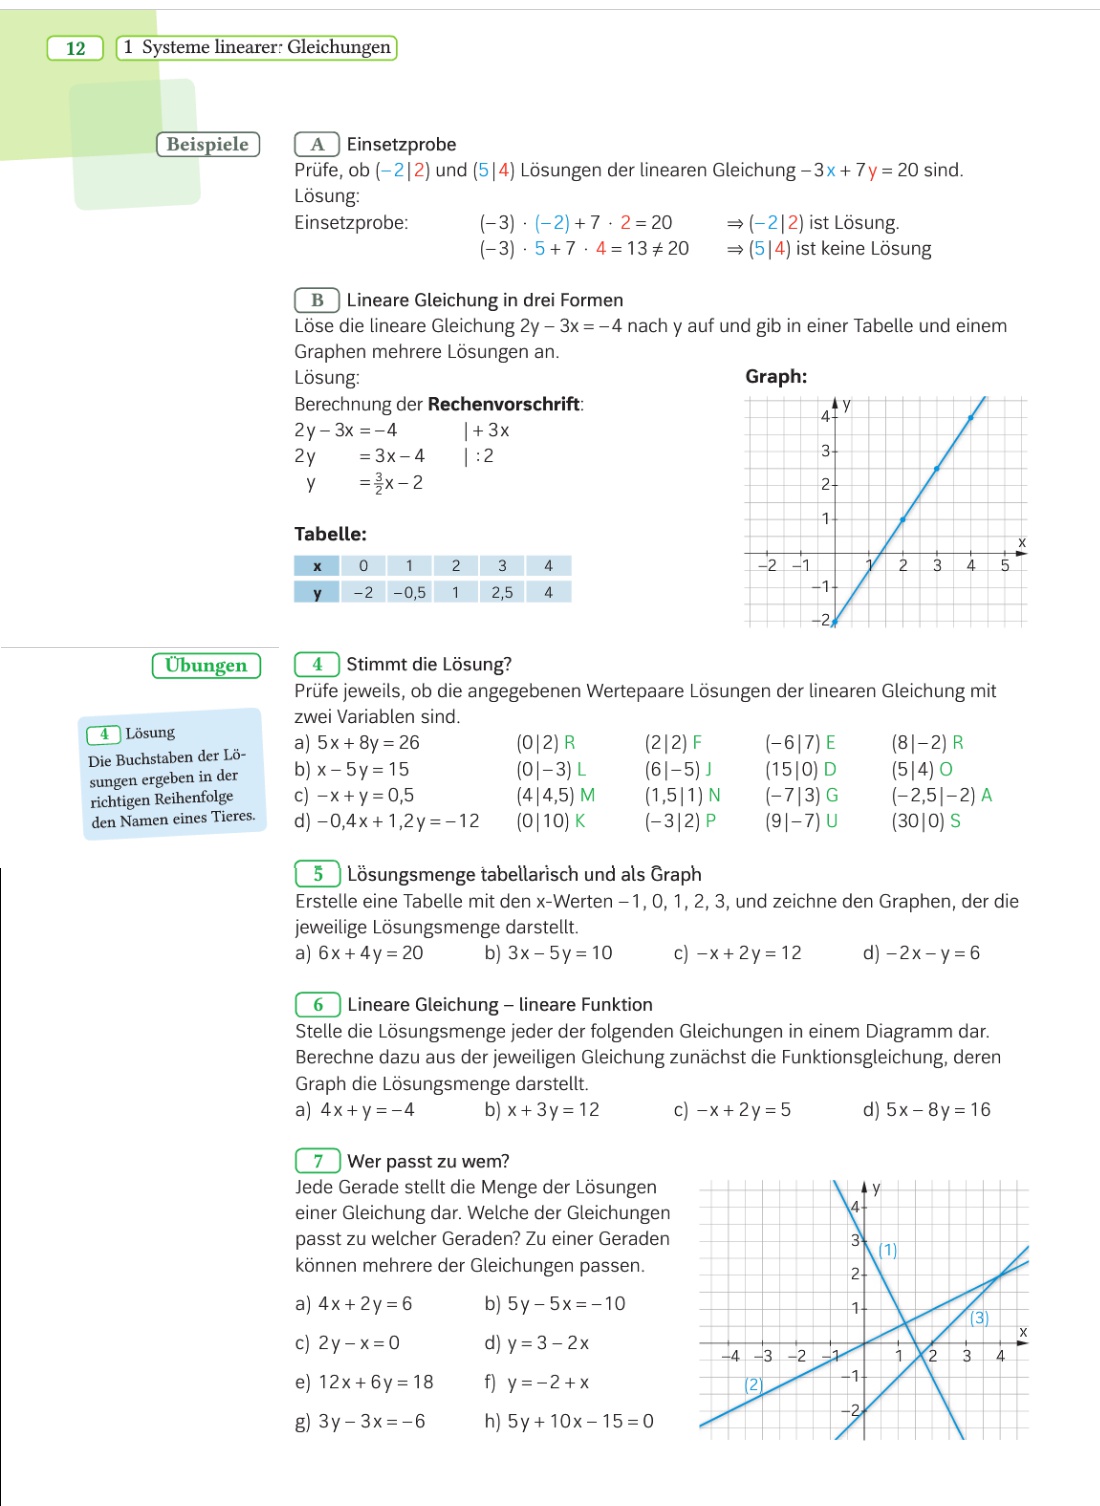 12 1 Systeme linearer Gleichungen
Beispiele
A Einsetzprobe
Prüfe, ob (−2|2) und (5|4) Lösungen der linearen Gleichung −3x + 7y = 20 sind.
Lösung:
Einsetzprobe: (−3) · (−2) + 7 · 2 = 20 ⇒ (−2|2) ist Lösung.
(−3) · 5 + 7 · 4 = 13 ≠ 20 ⇒ (5|4) ist keine Lösung
B Lineare Gleichung in drei Formen
Löse die lineare Gleichung 2y − 3x = −4 nach y auf und gib in einer Tabelle und einem
Graphen mehrere Lösungen an.
Lösung:
Berechnung der Rechenvorschrift:
2y − 3x = −4 | + 3x
2y = 3x − 4 | : 2
y = 3/2 x − 2
Tabelle:
x 0 1 2 3 4
y −2 −0,5 1 2,5 4
Graph:
y
4
3
2
1
x
−2 −1 1 2 3 4 5
−1
−2
Übungen
4 Lösung
Die Buchstaben der Lö-
sungen ergeben in der
richtigen Reihenfolge
den Namen eines Tieres.
4 Stimmt die Lösung?
Prüfe jeweils, ob die angegebenen Wertepaare Lösungen der linearen Gleichung mit
zwei Variablen sind.
a) 5x + 8y = 26 (0|2) R (2|2) F (−6|7) E (8|−2) R
b) x − 5y = 15 (0|−3) L (6|−5) J (15|0) D (5|4) O
c) −x + y = 0,5 (4|4,5) M (1,5|1) N (−7|3) G (−2,5|−2) A
d) −0,4x + 1,2y = −12 (0|10) K (−3|2) P (9|−7) U (30|0) S
5 Lösungsmenge tabellarisch und als Graph
Erstelle eine Tabelle mit den x-Werten −1, 0, 1, 2, 3, und zeichne den Graphen, der die
jeweilige Lösungsmenge darstellt.
a) 6x + 4y = 20 b) 3x − 5y = 10 c) −x + 2y = 12 d) −2x − y = 6
6 Lineare Gleichung – lineare Funktion
Stelle die Lösungsmenge jeder der folgenden Gleichungen in einem Diagramm dar.
Berechne dazu aus der jeweiligen Gleichung zunächst die Funktionsgleichung, deren
Graph die Lösungsmenge darstellt.
a) 4x + y = −4 b) x + 3y = 12 c) −x + 2y = 5 d) 5x − 8y = 16
7 Wer passt zu wem?
Jede Gerade stellt die Menge der Lösungen
einer Gleichung dar. Welche der Gleichungen
passt zu welcher Geraden? Zu einer Geraden
können mehrere der Gleichungen passen.
a) 4x + 2y = 6 b) 5y − 5x = −10
c) 2y − x = 0 d) y = 3 − 2x
e) 12x + 6y = 18 f) y = −2 + x
g) 3y − 3x = −6 h) 5y + 10x − 15 = 0
y
4
3
(1)
2
1
(3)
x
−4 −3 −2 −1 1 2 3 4
−1
(2)
−2